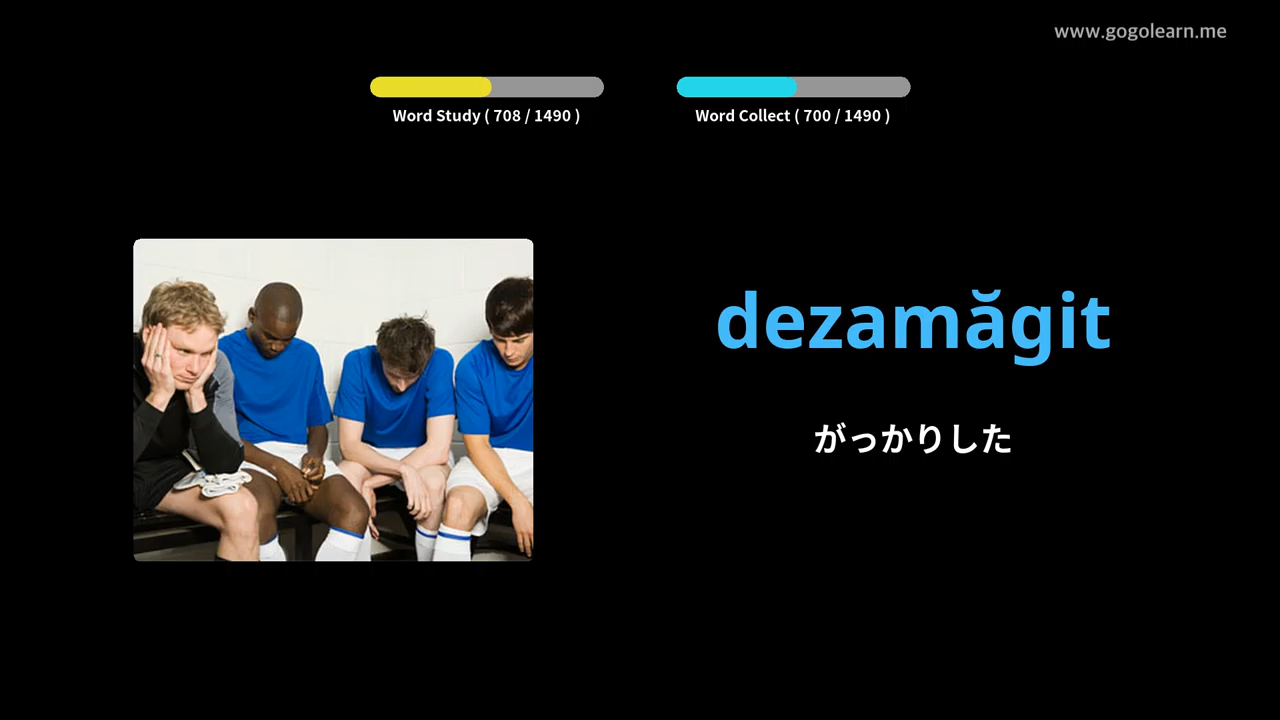 www.gogolearn.me
Word Study ( 708 / 1490 )
Word Collect ( 700 / 1490 )
dezamăgit
がっかりした